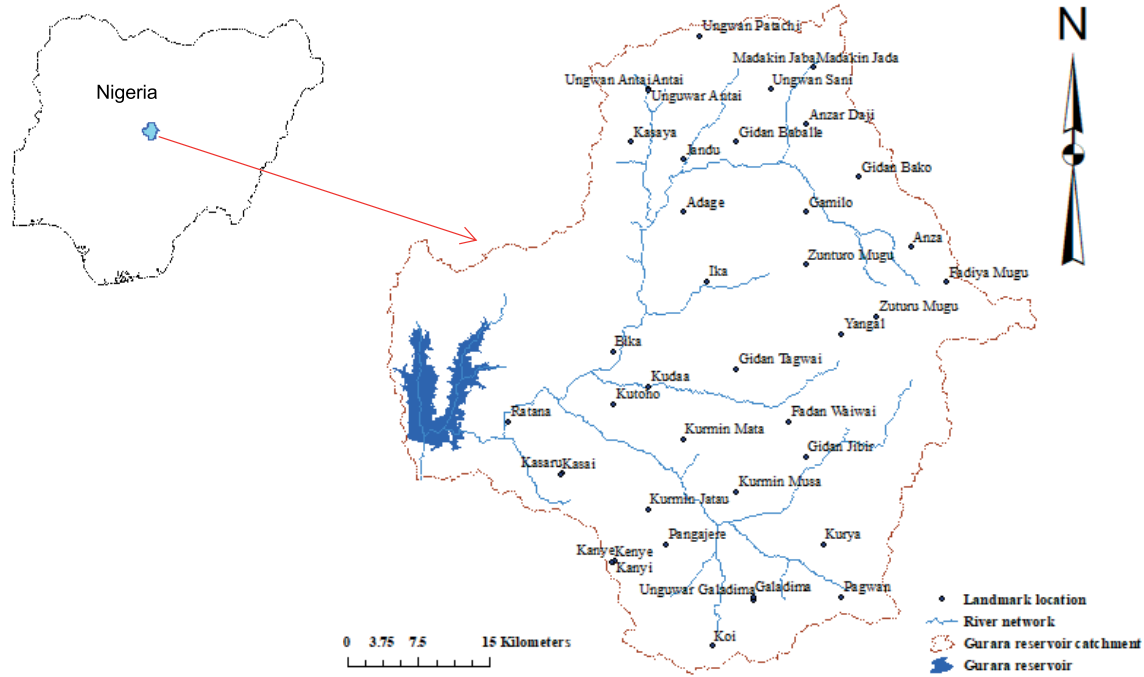 Nigeria
N
Ungwan Patachi
Madakin Jaba Madakin Jada
Ungwan Antai Antai
Ungwan Sani
Unguwar Antai
Anzar Daji
Kasaya
Gidan Baballe
Jandu
Gidan Bako
Adage
Gamilo
Anza
Zunturo Mugu
Ika
Fadiya Mugu
Zuturu Mugu
Yangal
Bika
Gidan Tagwai
Kudaa
Kutoho
Ratana
Fadan Waiwai
Kurmin Mata
Gidan Jibir
Kasaru Kasai
Kurmin Musa
Kurmin Jatau
Pangajere
Kurya
Kanye Kenye
Kanyi
Unguwar Galadima Galadima
Pagwan
Koi
Landmark location
River network
Gurara reservoir catchment
Gurara reservoir
0 3.75 7.5 15 Kilometers